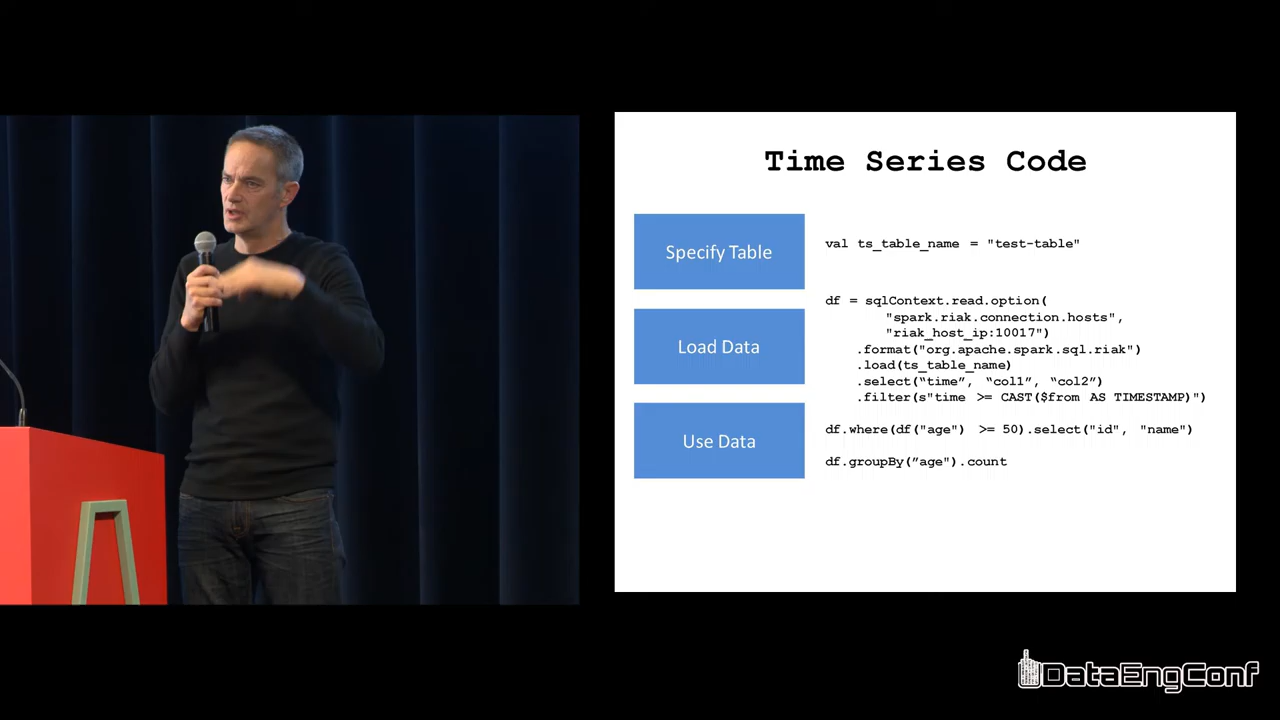 Time Series Code
Specify Table
val ts_table_name = "test-table"
Load Data
df = sqlContext.read.option(
"spark.riak.connection.hosts",
"riak_host_ip:10017")
.format("org.apache.spark.sql.riak")
.load(ts_table_name)
.select(“time”, “col1”, “col2”)
.filter(s"time >= CAST($from AS TIMESTAMP)")
Use Data
df.where(df("age") >= 50).select("id", "name")
df.groupBy(”age").count
DataEngConf